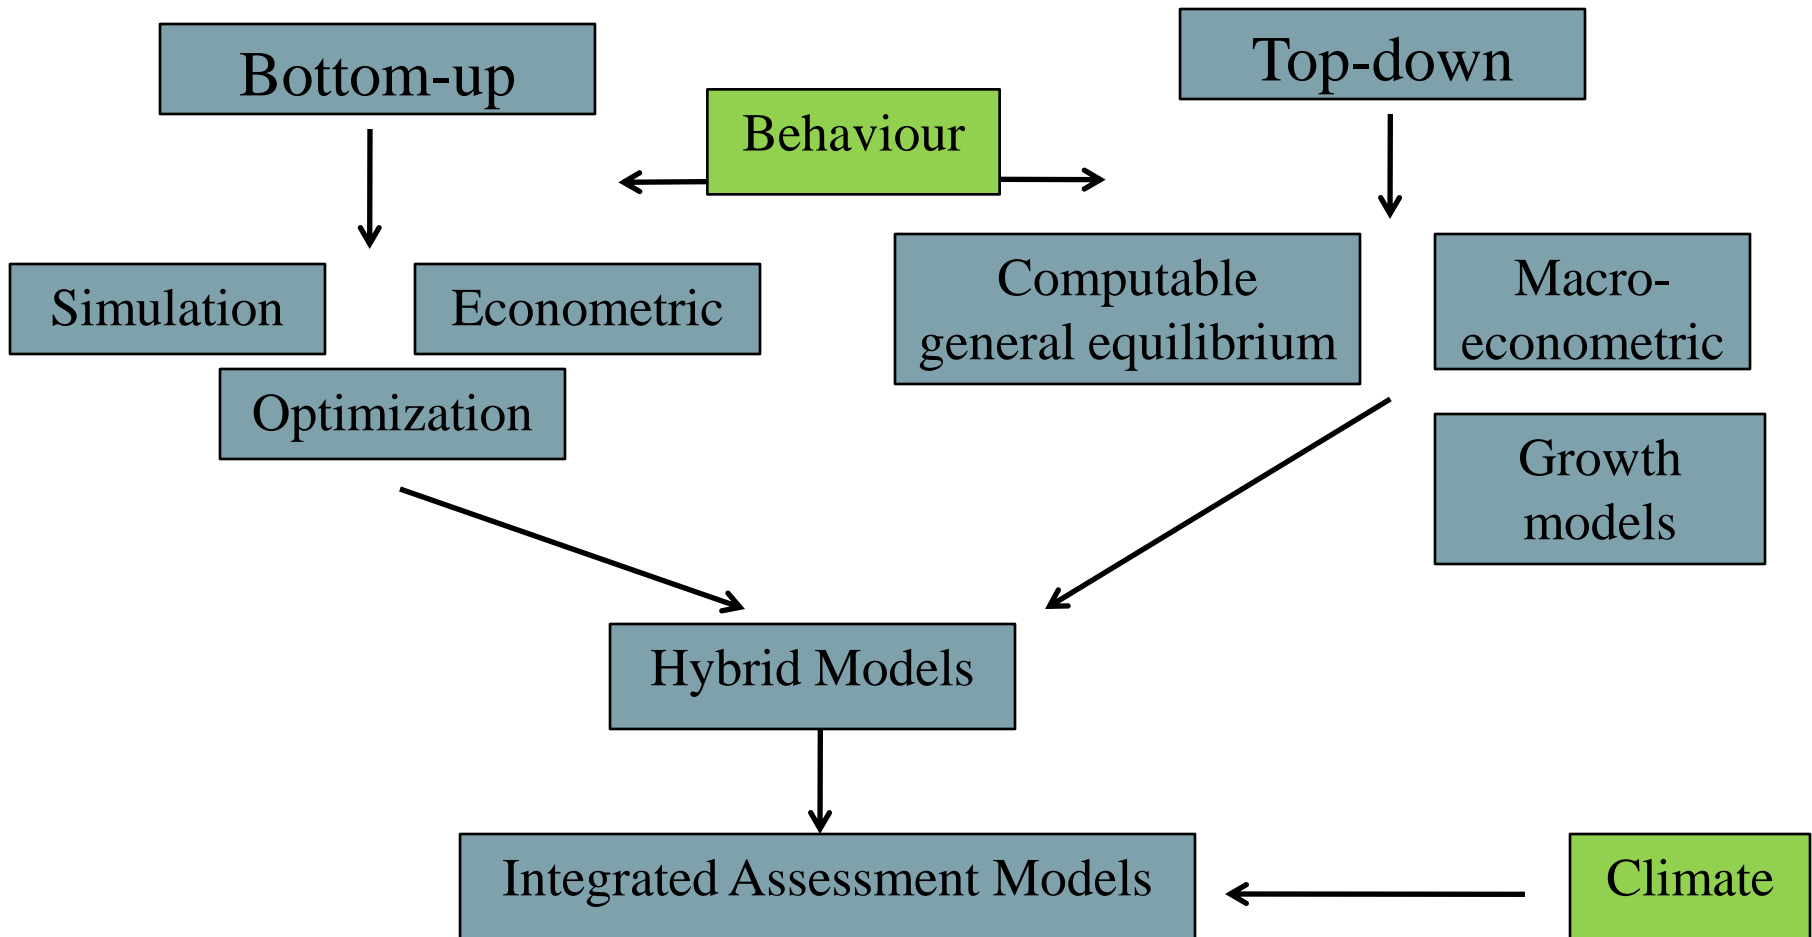 Bottom-up
Top-down
Behaviour
Simulation
Econometric
Optimization
Computable
general equilibrium
Macro-
econometric
Growth
models
Hybrid Models
Integrated Assessment Models
Climate